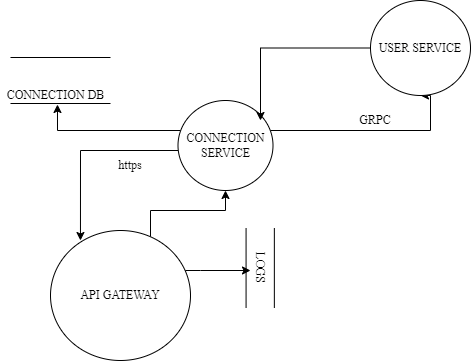 USER SERVICE
CONNECTION DB
GRPC
CONNECTION
SERVICE
https
LOGS
API GATEWAY